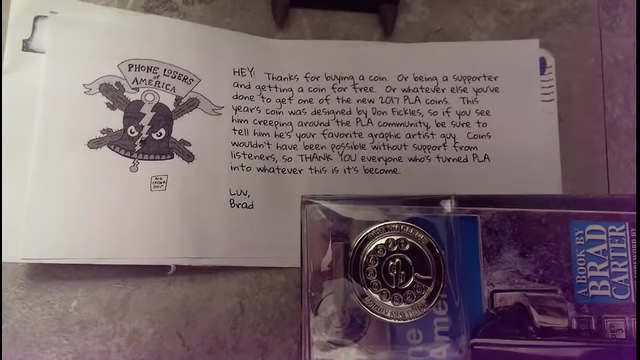 PHONE LOSERS
of
AMERICA
HEY! Thanks for buying a coin. Or being a supporter
and getting a coin for free. Or whatever else you've
done to get one of the new 2017 PLA coins. This
year's coin was designed by Don Fickles, so if you see
him creeping around the PLA community, be sure to
tell him he's your favorite graphic artist guy. Coins
wouldn't have been possible without support from
listeners, so THANK YOU everyone who's turned PLA
into whatever this is it's become.
Luv,
Brad
A BOOK BY
BRAD
CARTER